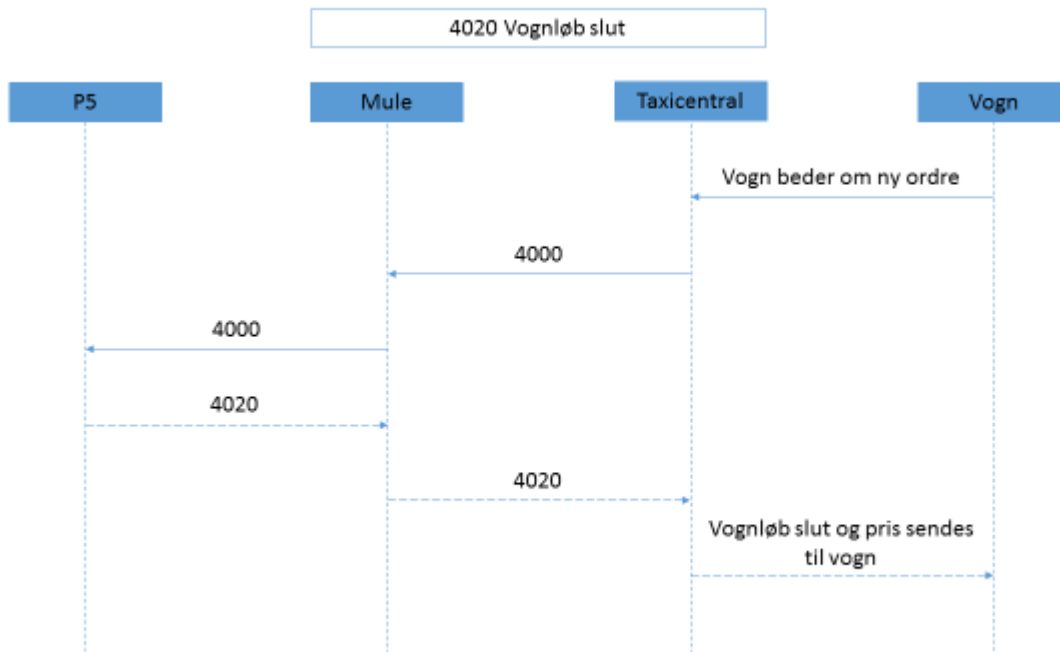 4020 Vognløb slut
P5
Mule
Taxicentral
Vogn
Vogn beder om ny ordre
4000
4000
4020
4020
Vognløb slut og pris sendes
til vogn